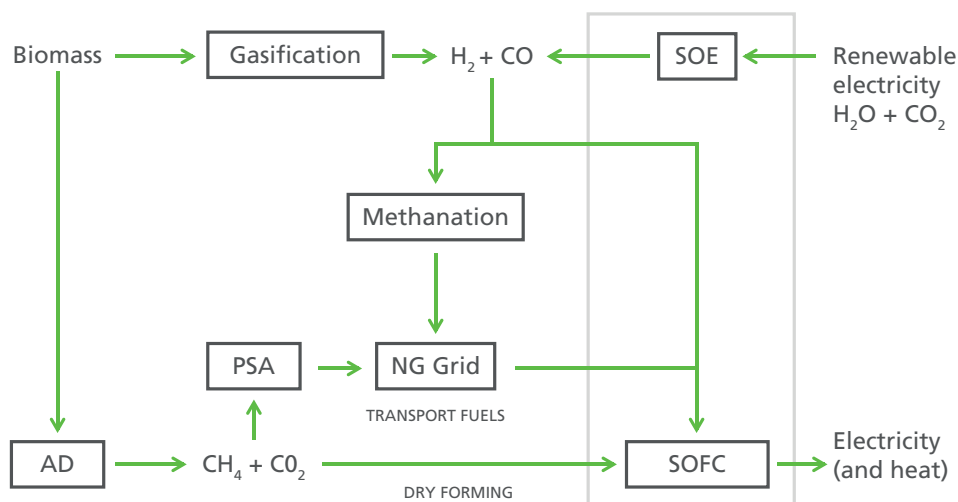 Biomass
Gasification
H₂ + CO
SOE
Renewable
electricity
H₂O + CO₂
Methanation
PSA
NG Grid
TRANSPORT FUELS
AD
CH₄ + C0₂
DRY FORMING
SOFC
Electricity
(and heat)